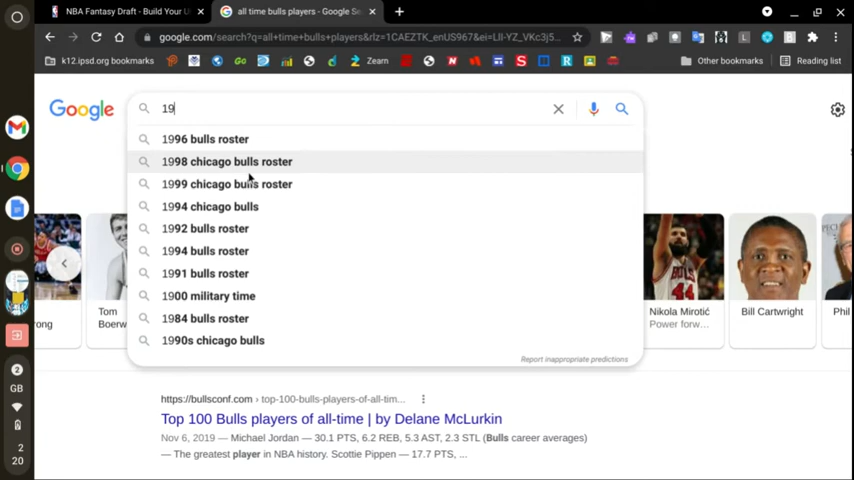 NBA Fantasy Draft - Build Your U
all time bulls players - Google Se
google.com/search?q=all+time+bulls+players&rlz=1CAEZTK_enUS967&ei=LII-YZ_VKc3j5...
k12.ipsd.org bookmarks
Zearn
Other bookmarks
Reading list
Google
19
1996 bulls roster
1998 chicago bulls roster
1999 chicago bulls roster
1994 chicago bulls
1992 bulls roster
1994 bulls roster
1991 bulls roster
1900 military time
1984 bulls roster
1990s chicago bulls
Report inappropriate predictions
rong
Tom
Boerw
BULLS
44
Nikola Mirotić
Power forw...
Bill Cartwright
Phil
https://bullsconf.com › top-100-bulls-players-of-all-tim...
Top 100 Bulls players of all-time | by Delane McLurkin
Nov 6, 2019 — Michael Jordan — 30.1 PTS, 6.2 REB, 5.3 AST, 2.3 STL (Bulls career averages)
— The greatest player in NBA history. Scottie Pippen — 17.7 PTS, ...
2
GB
2
20